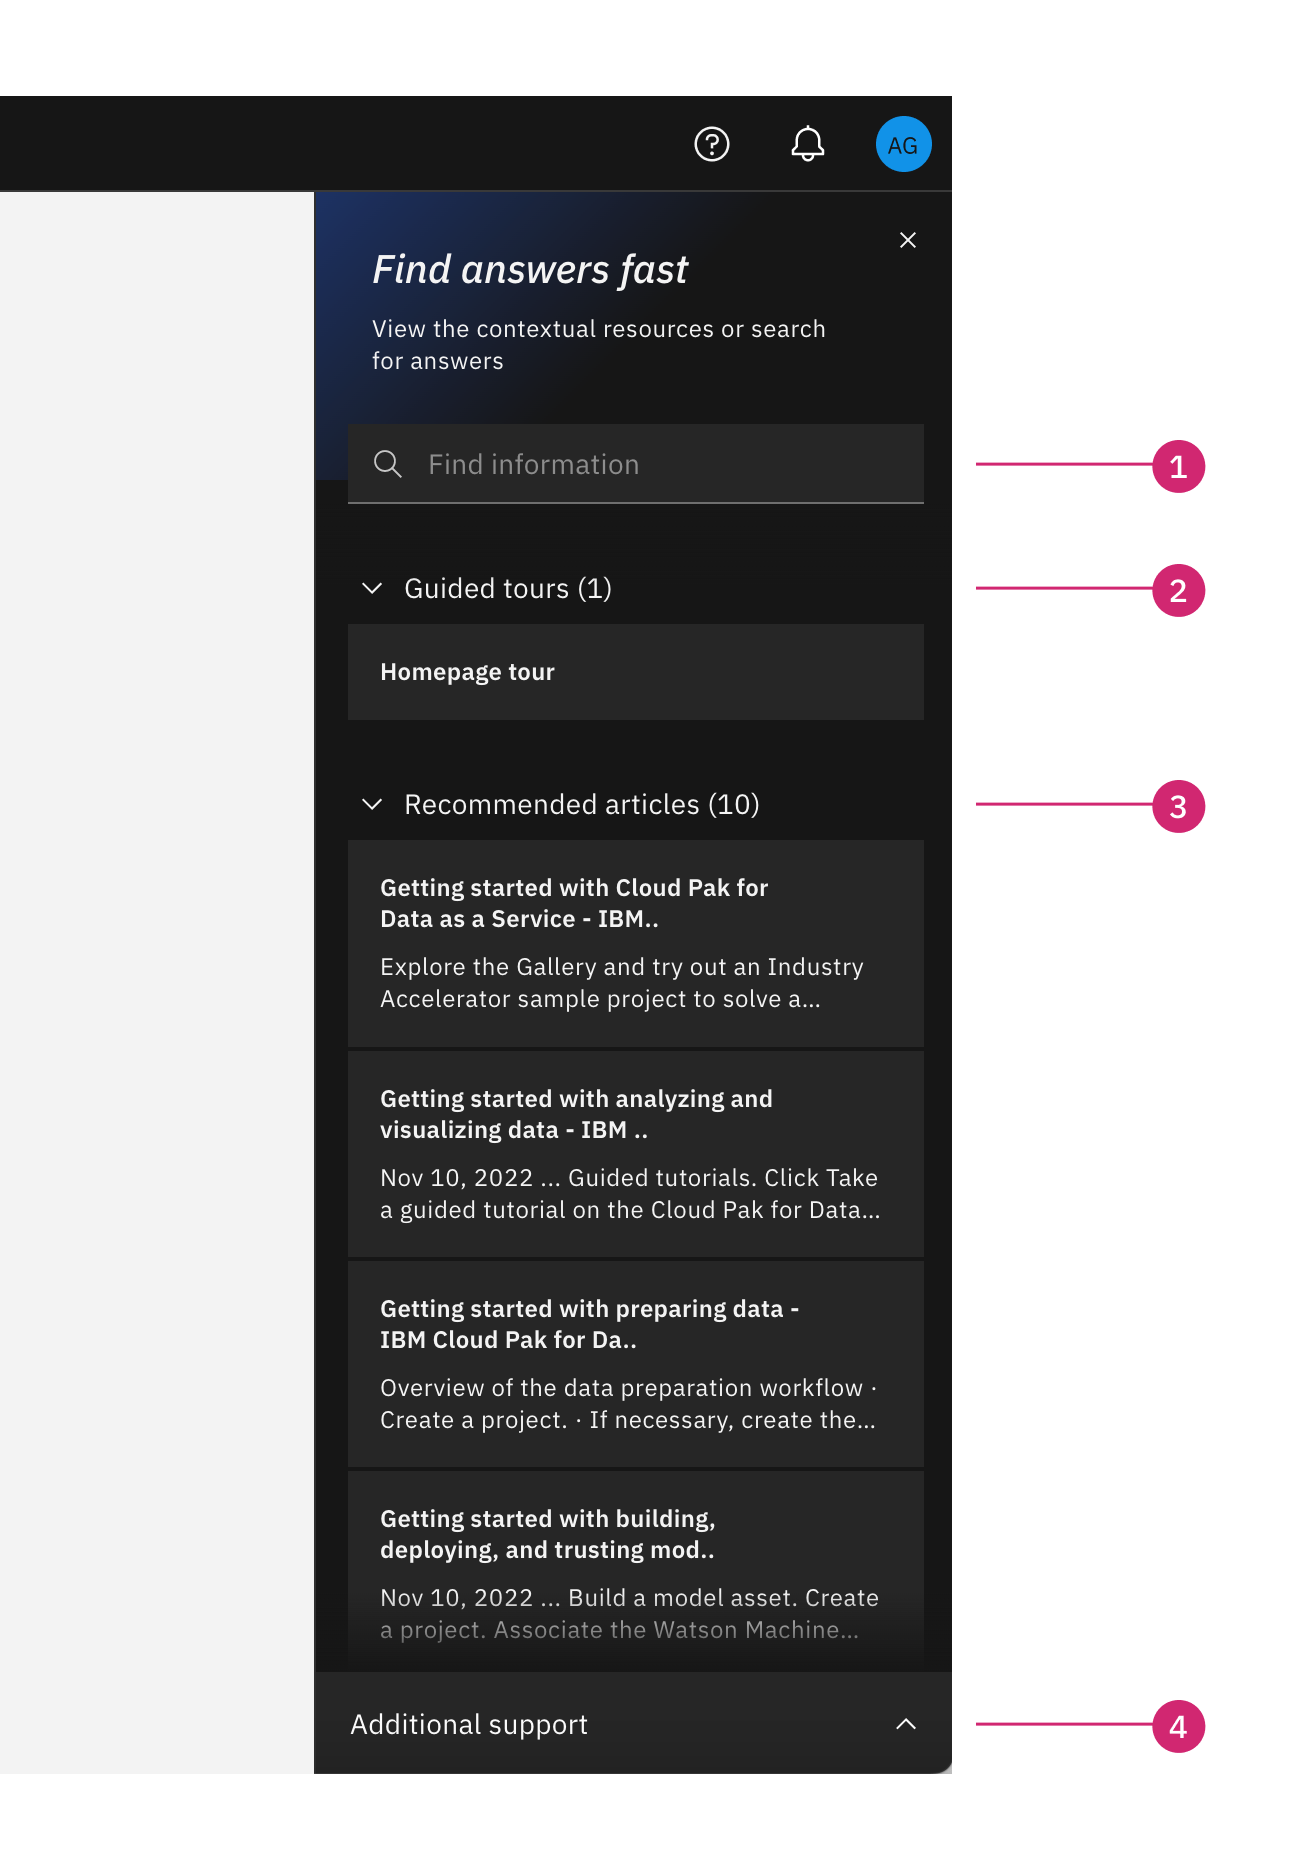 AG
Find answers fast
View the contextual resources or search
for answers
Find information
1
Guided tours (1)
2
Homepage tour
Recommended articles (10)
3
Getting started with Cloud Pak for
Data as a Service - IBM..
Explore the Gallery and try out an Industry
Accelerator sample project to solve a...
Getting started with analyzing and
visualizing data - IBM ..
Nov 10, 2022 ... Guided tutorials. Click Take
a guided tutorial on the Cloud Pak for Data...
Getting started with preparing data -
IBM Cloud Pak for Da..
Overview of the data preparation workflow ·
Create a project. · If necessary, create the...
Getting started with building,
deploying, and trusting mod..
Nov 10, 2022 ... Build a model asset. Create
a project. Associate the Watson Machine...
Additional support
4